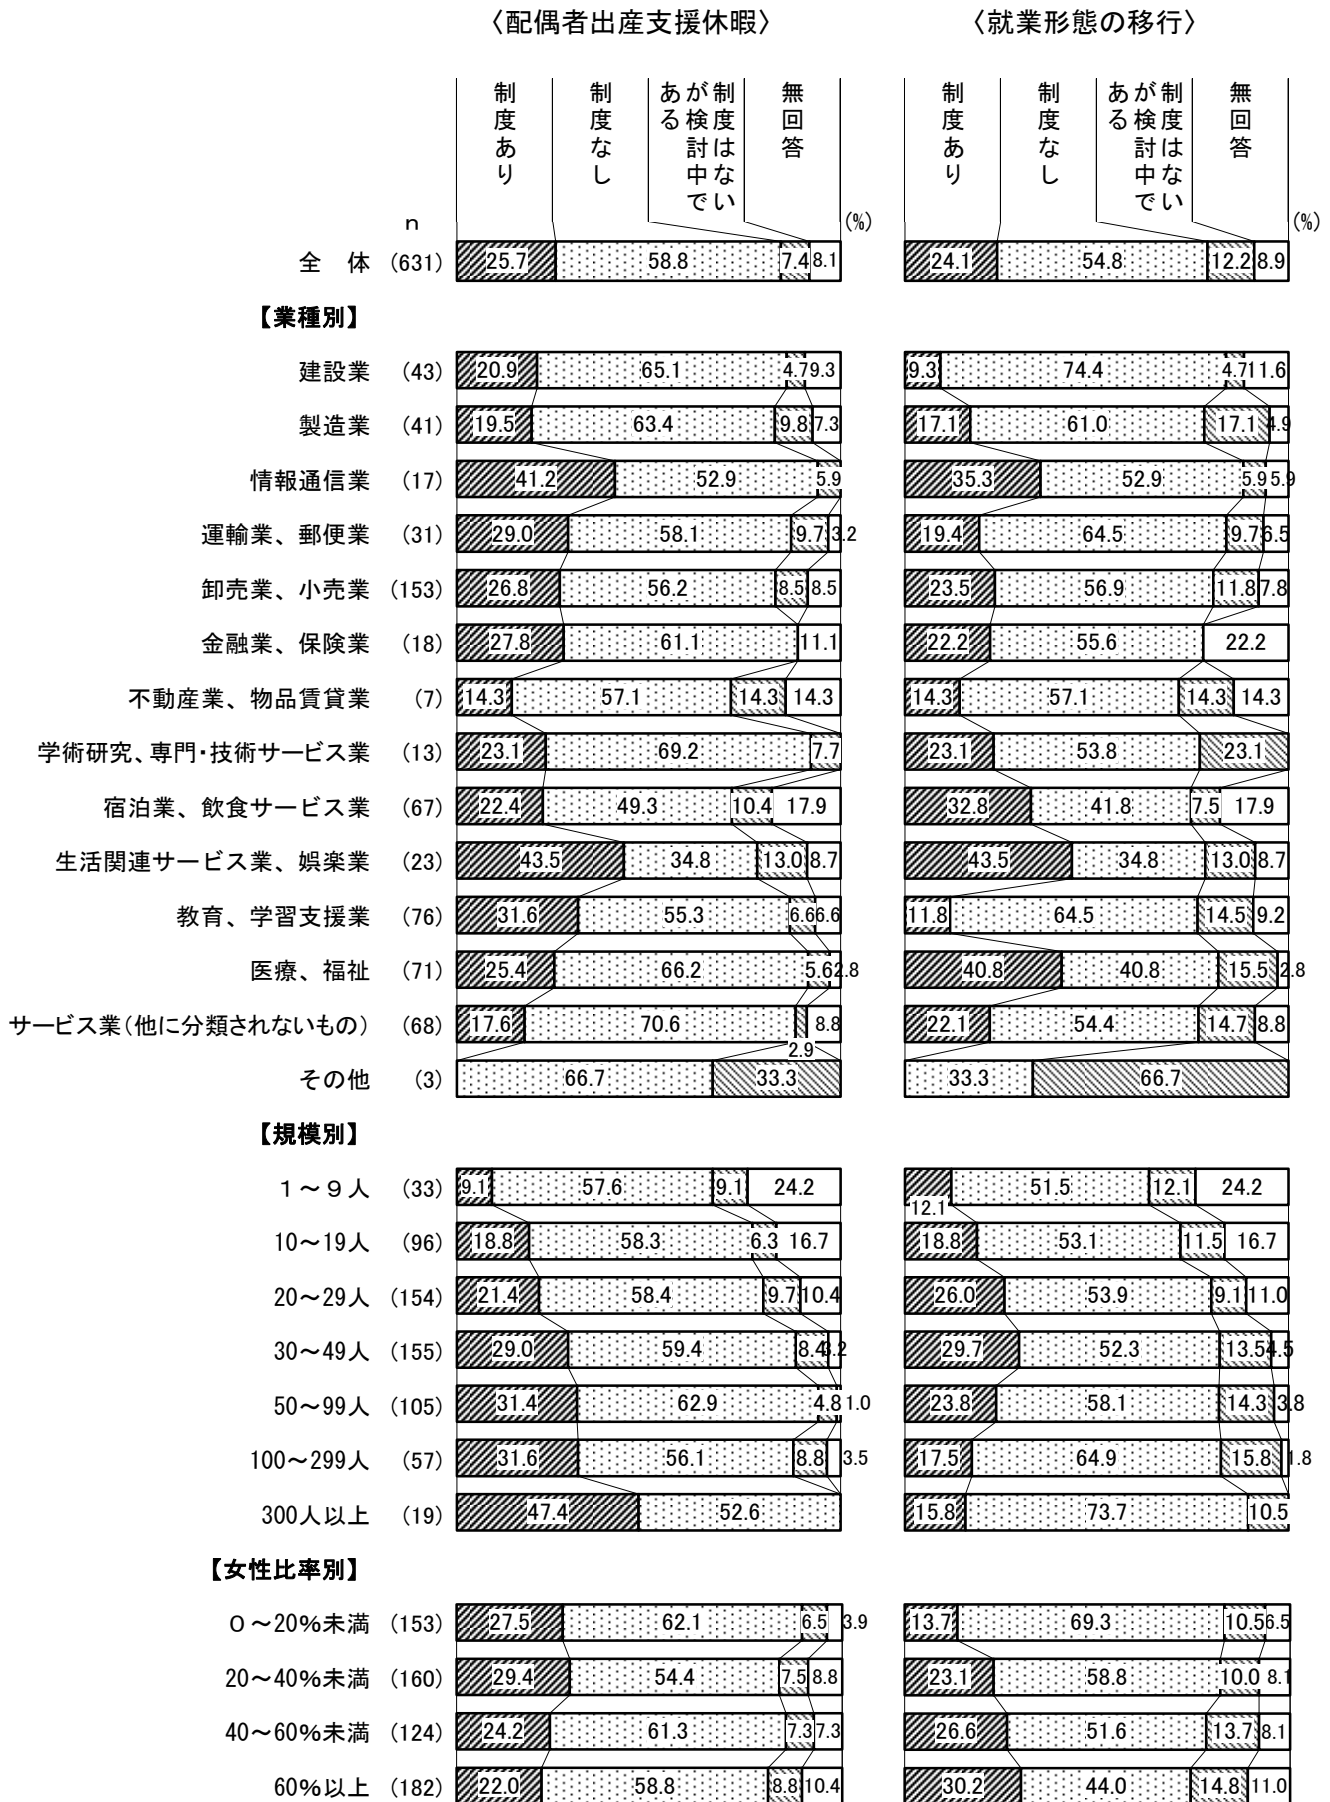 〈配偶者出産支援休暇〉 〈就業形態の移行〉
制度あり 制度なし 制度はないが検討中である 無回答 制度あり 制度なし 制度はないが検討中である 無回答
n (%) (%)
全 体 (631) 25.7 58.8 7.4 8.1 24.1 54.8 12.2 8.9
【業種別】
建設業 (43) 20.9 65.1 4.7 9.3 9.3 74.4 4.7 11.6
製造業 (41) 19.5 63.4 9.8 7.3 17.1 61.0 17.1 4.9
情報通信業 (17) 41.2 52.9 5.9 35.3 52.9 5.9 5.9
運輸業、郵便業 (31) 29.0 58.1 9.7 3.2 19.4 64.5 9.7 6.5
卸売業、小売業 (153) 26.8 56.2 8.5 8.5 23.5 56.9 11.8 7.8
金融業、保険業 (18) 27.8 61.1 11.1 22.2 55.6 22.2
不動産業、物品賃貸業 (7) 14.3 57.1 14.3 14.3 14.3 57.1 14.3 14.3
学術研究、専門・技術サービス業 (13) 23.1 69.2 7.7 23.1 53.8 23.1
宿泊業、飲食サービス業 (67) 22.4 49.3 10.4 17.9 32.8 41.8 7.5 17.9
生活関連サービス業、娯楽業 (23) 43.5 34.8 13.0 8.7 43.5 34.8 13.0 8.7
教育、学習支援業 (76) 31.6 55.3 6.6 6.6 11.8 64.5 14.5 9.2
医療、福祉 (71) 25.4 66.2 5.6 2.8 40.8 40.8 15.5 2.8
サービス業（他に分類されないもの） (68) 17.6 70.6 2.9 8.8 22.1 54.4 14.7 8.8
その他 (3) 66.7 33.3 33.3 66.7
【規模別】
１～９人 (33) 9.1 57.6 9.1 24.2 12.1 51.5 12.1 24.2
10～19人 (96) 18.8 58.3 6.3 16.7 18.8 53.1 11.5 16.7
20～29人 (154) 21.4 58.4 9.7 10.4 26.0 53.9 9.1 11.0
30～49人 (155) 29.0 59.4 8.4 3.2 29.7 52.3 13.5 4.5
50～99人 (105) 31.4 62.9 4.8 1.0 23.8 58.1 14.3 3.8
100～299人 (57) 31.6 56.1 8.8 3.5 17.5 64.9 15.8 1.8
300人以上 (19) 47.4 52.6 15.8 73.7 10.5
【女性比率別】
０～20%未満 (153) 27.5 62.1 6.5 3.9 13.7 69.3 10.5 6.5
20～40%未満 (160) 29.4 54.4 7.5 8.8 23.1 58.8 10.0 8.1
40～60%未満 (124) 24.2 61.3 7.3 7.3 26.6 51.6 13.7 8.1
60%以上 (182) 22.0 58.8 8.8 10.4 30.2 44.0 14.8 11.0